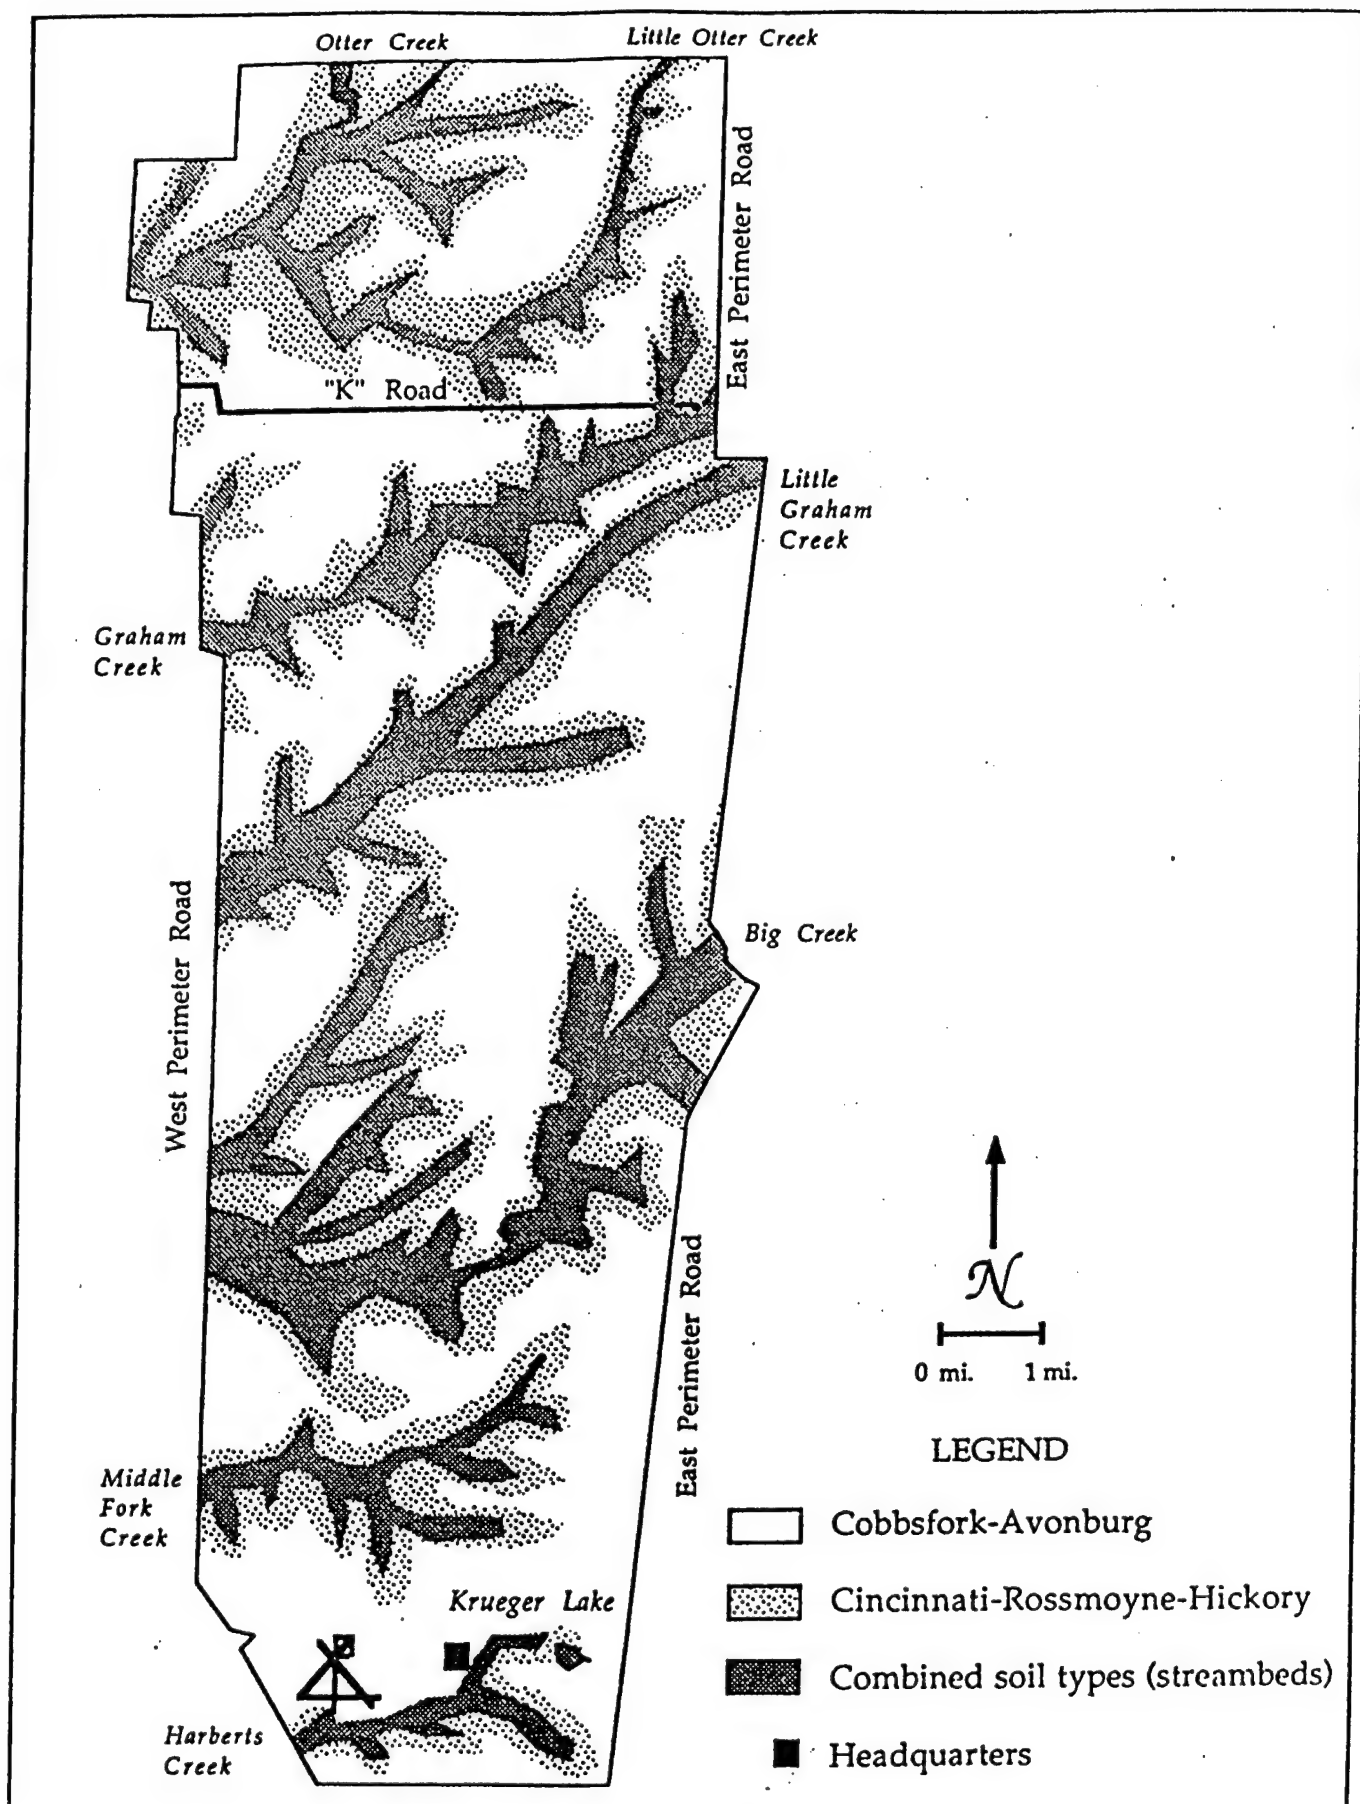 Otter Creek
Little Otter Creek
East Perimeter Road
"K" Road
Little
Graham
Creek
Graham
Creek
West Perimeter Road
Big Creek
East Perimeter Road
N
0 mi. 1 mi.
LEGEND
Middle
Fork
Creek
Cobbsfork-Avonburg
Cincinnati-Rossmoyne-Hickory
Krueger Lake
Combined soil types (streambeds)
Harberts
Creek
Headquarters